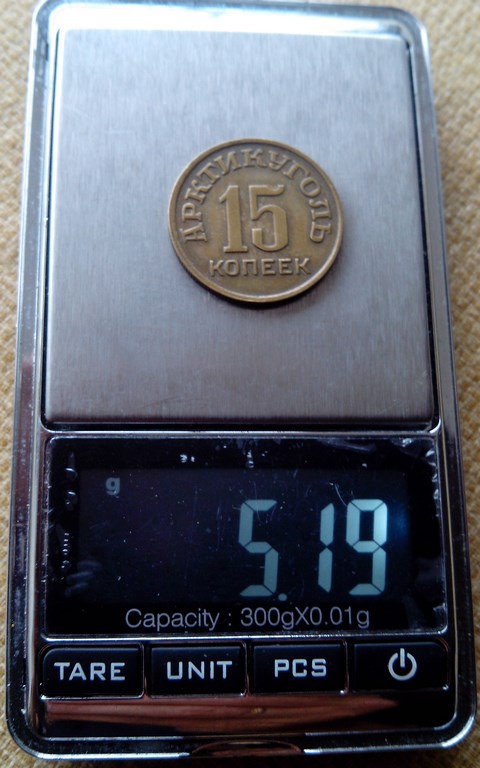 АРКТИКУГОЛЬ
15
КОПЕЕК
g
5.19
Capacity : 300gX0.01g
TARE UNIT PCS